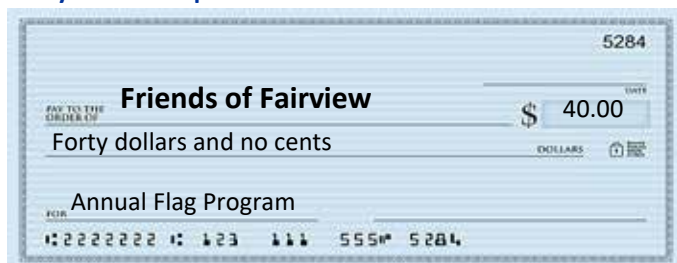 5284
DATE
PAY TO THE
ORDER OF Friends of Fairview $ 40.00
Forty dollars and no cents DOLLARS
FOR Annual Flag Program
⑆2222222 ⑆ 123 111 555⑈ 5284